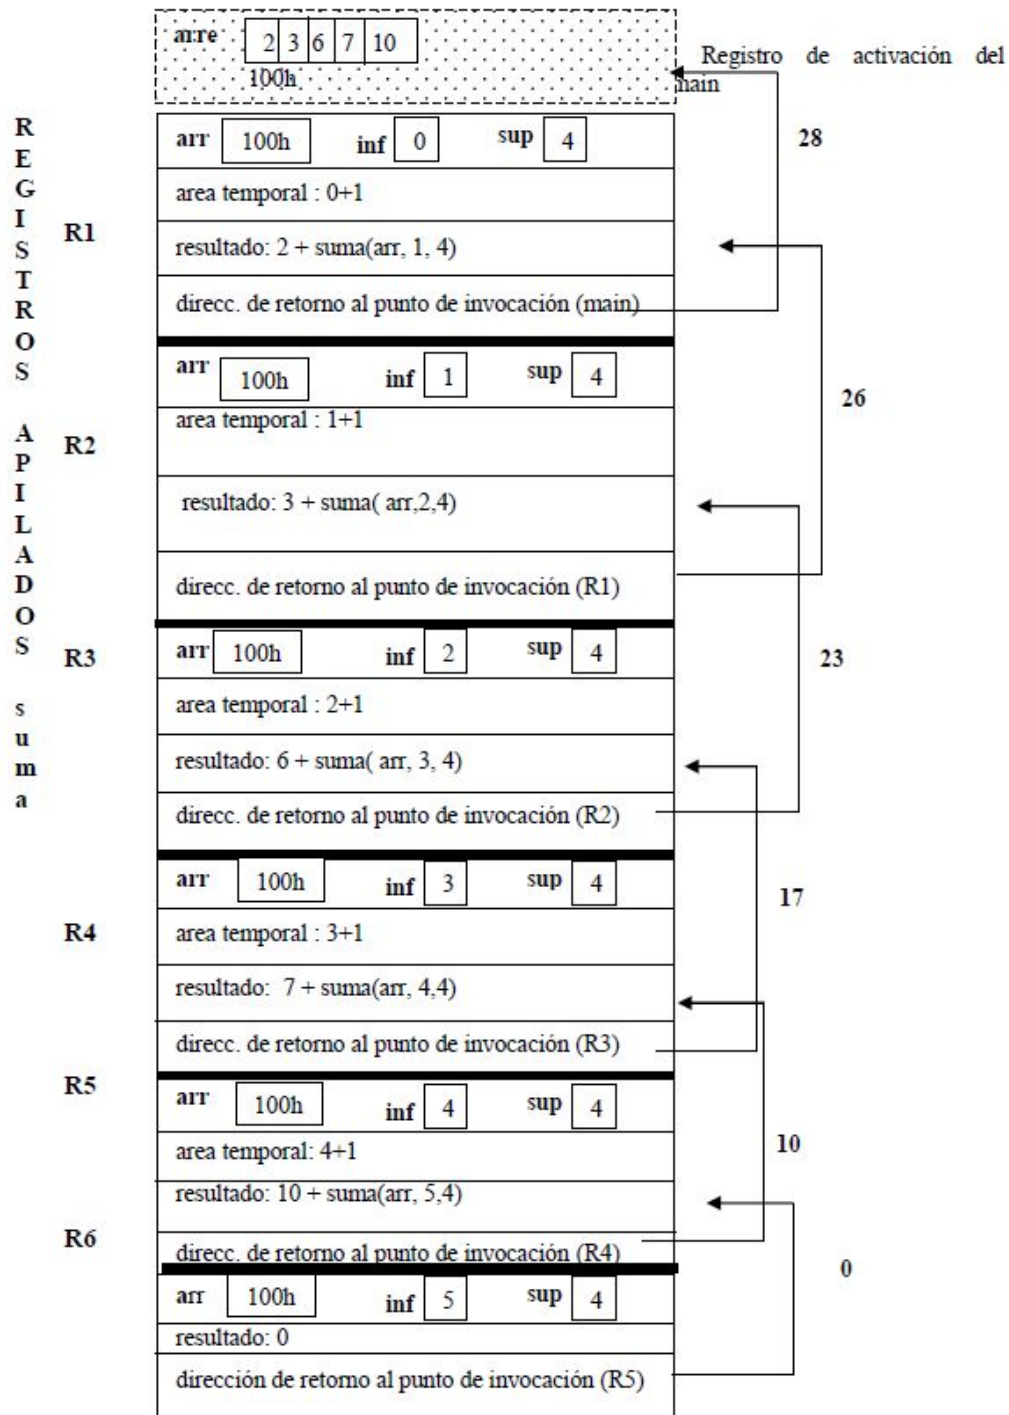 arre 2 3 6 7 10
100h
Registro de activación del
main
REGISTROS APILADOS suma
R1
arr 100h inf 0 sup 4
area temporal : 0+1
resultado: 2 + suma(arr, 1, 4)
direcc. de retorno al punto de invocación (main)
28
R2
arr 100h inf 1 sup 4
area temporal : 1+1
resultado: 3 + suma( arr,2,4)
direcc. de retorno al punto de invocación (R1)
26
R3
arr 100h inf 2 sup 4
area temporal : 2+1
resultado: 6 + suma( arr, 3, 4)
direcc. de retorno al punto de invocación (R2)
23
R4
arr 100h inf 3 sup 4
area temporal : 3+1
resultado: 7 + suma(arr, 4,4)
direcc. de retorno al punto de invocación (R3)
17
R5
arr 100h inf 4 sup 4
area temporal: 4+1
resultado: 10 + suma(arr, 5,4)
direcc. de retorno al punto de invocación (R4)
10
R6
arr 100h inf 5 sup 4
resultado: 0
dirección de retorno al punto de invocación (R5)
0